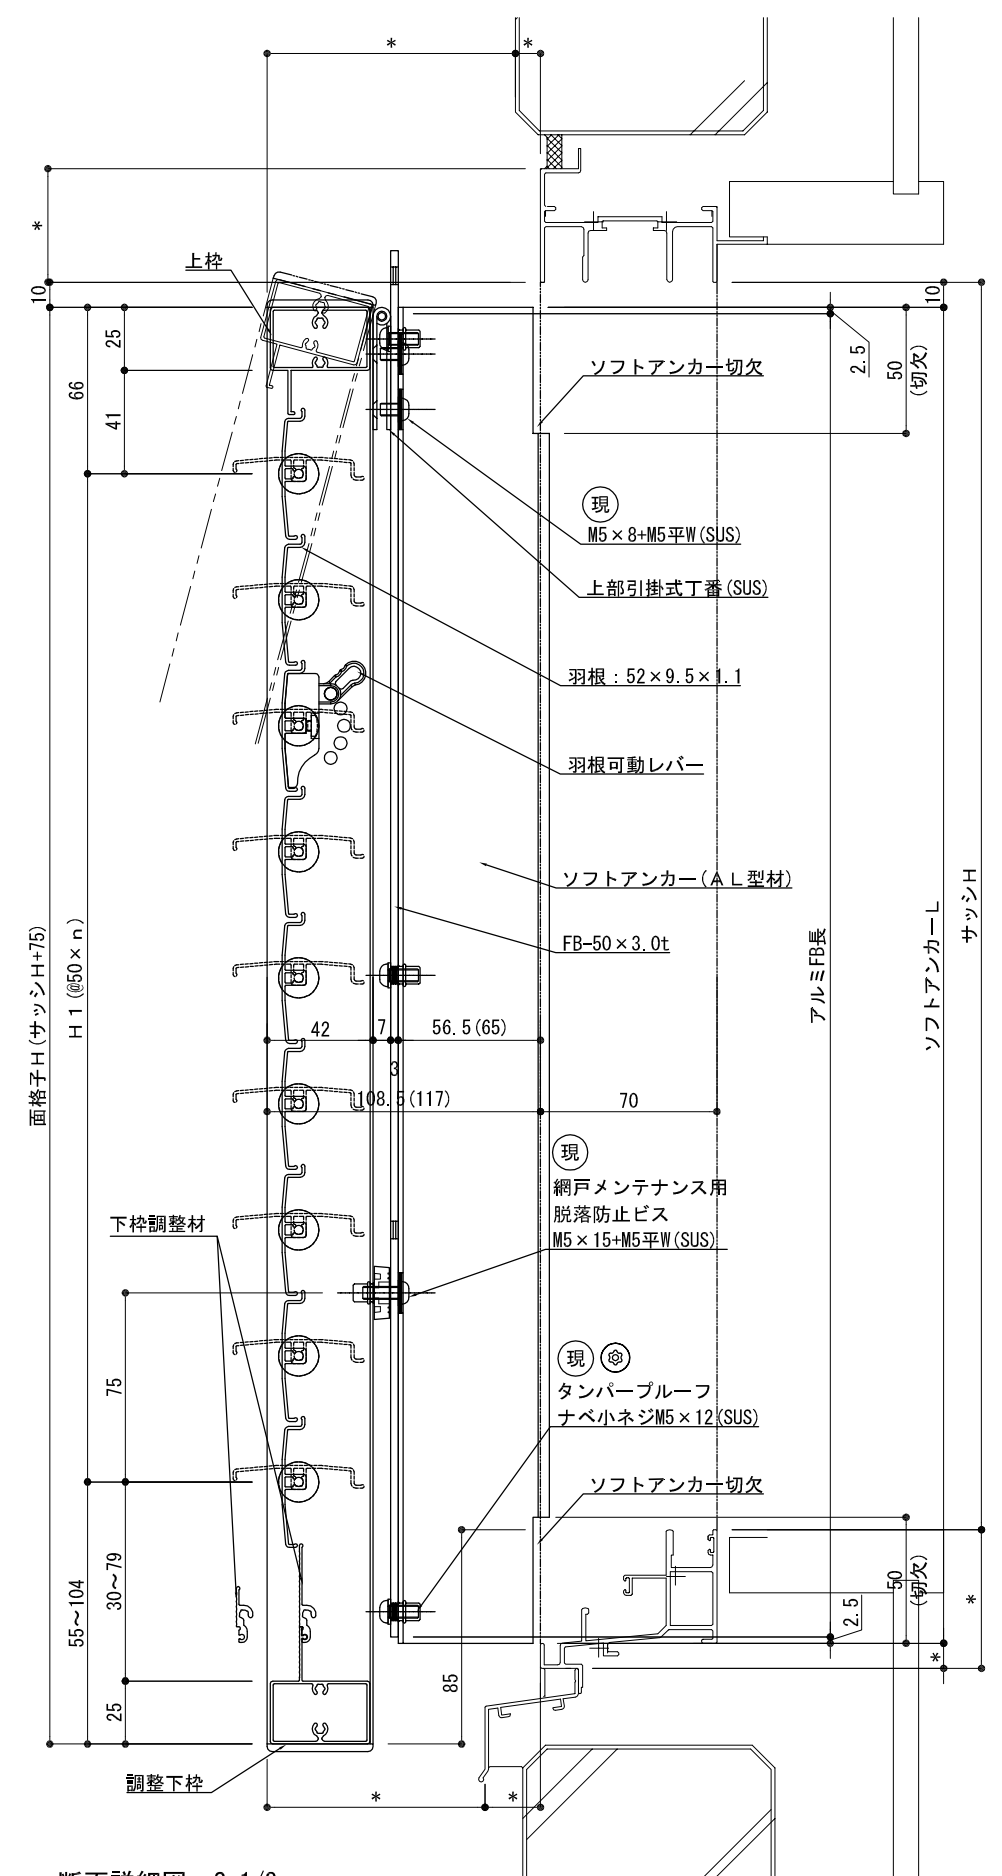 *
*
*
上枠
10
10
25
2.5
50
(切欠)
66
ソフトアンカー切欠
41
現
M5×8+M5平W(SUS)
上部引掛式丁番(SUS)
羽根：52×9.5×1.1
羽根可動レバー
ソフトアンカー(AL型材)
FB-50×3.0t
面格子H(サッシH+75)
H1(@50×n)
アルミFB長
ソフトアンカーL
サッシH
42
7
56.5(65)
3
108.5(117)
70
現
網戸メンテナンス用
脱落防止ビス
M5×15+M5平W(SUS)
下枠調整材
現
タンパープルーフ
ナベ小ネジM5×12(SUS)
75
ソフトアンカー切欠
55～104
30～79
50
(切欠)
2.5
*
*
85
25
調整下枠
*
*